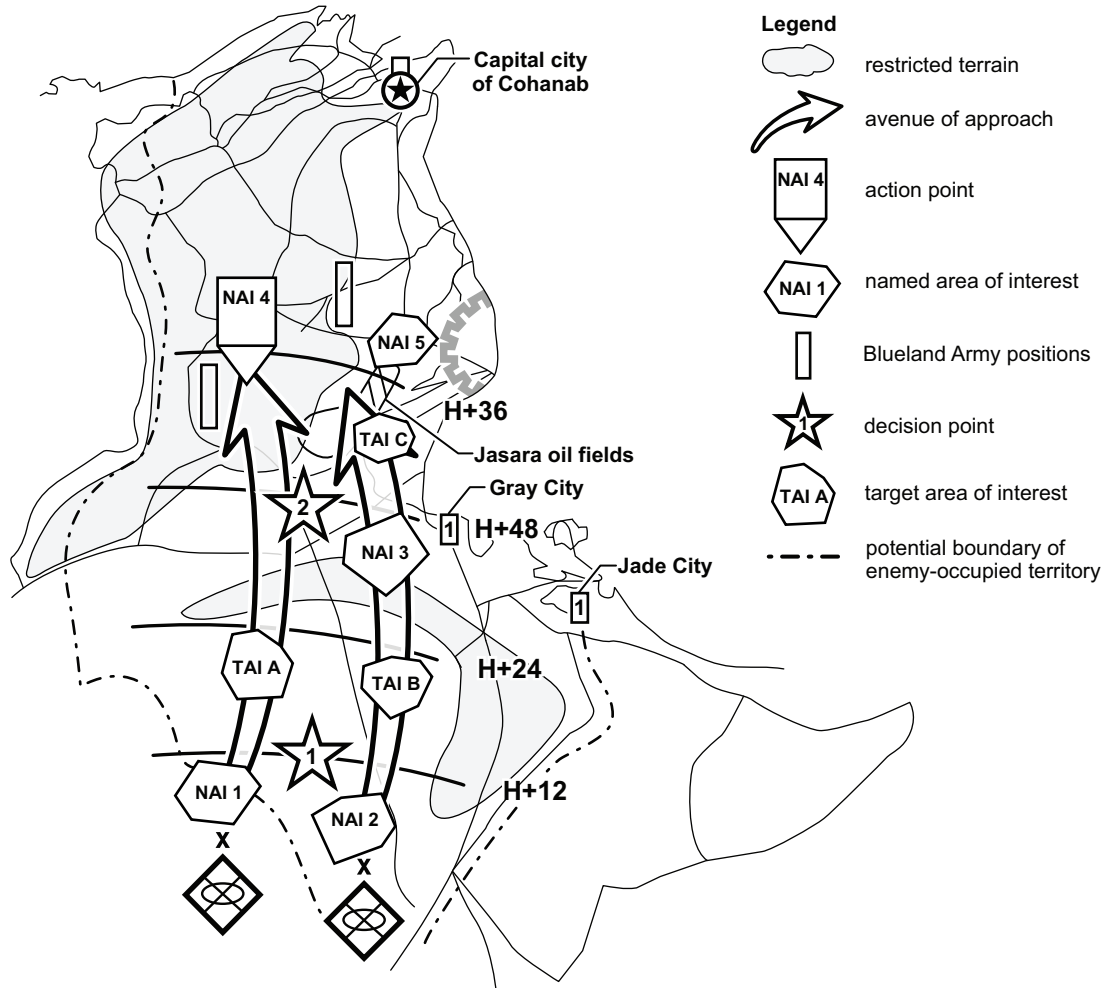 Capital city
of Cohanab
NAI 4
NAI 5
H+36
TAI C
Jasara oil fields
Gray City
2
1
H+48
NAI 3
Jade City
1
TAI A
TAI B
H+24
1
H+12
NAI 1
NAI 2
X
X
Legend
restricted terrain
avenue of approach
NAI 4
action point
NAI 1
named area of interest
Blueland Army positions
1
decision point
TAI A
target area of interest
potential boundary of
enemy-occupied territory